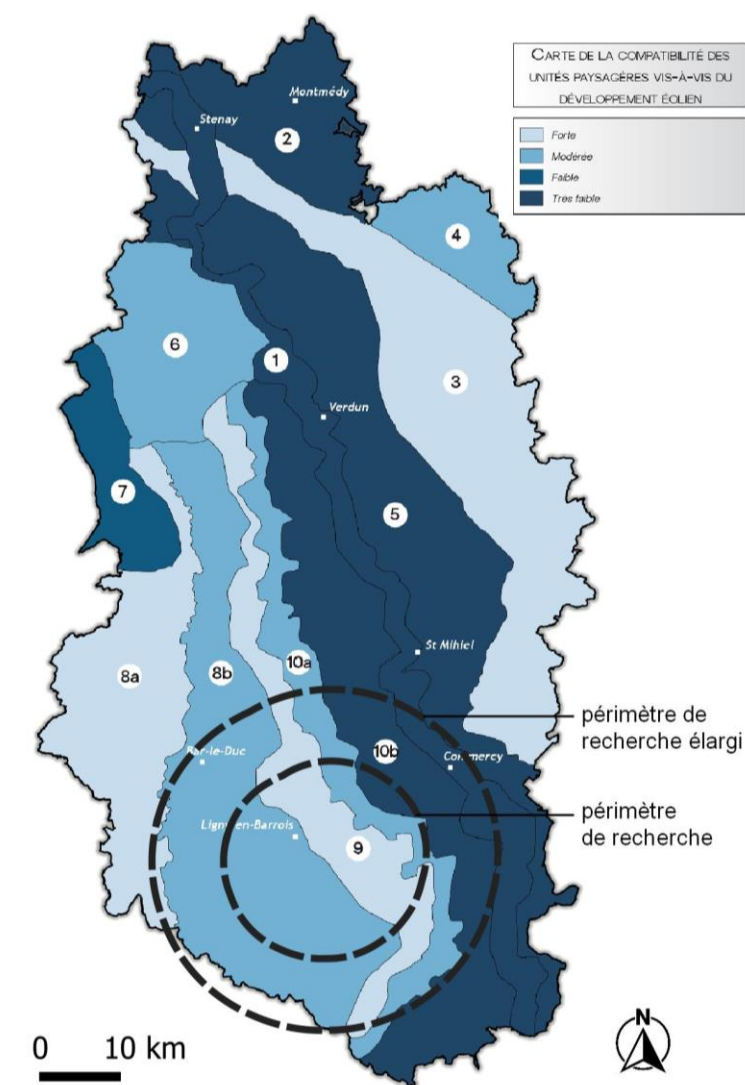 CARTE DE LA COMPATIBILITÉ DES
UNITÉS PAYSAGÈRES VIS-À-VIS DU
DÉVELOPPEMENT ÉOLIEN
Forte
Modérée
Faible
Très faible
Montmédy
Stenay
2
4
6
1
3
Verdun
7
5
St Mihiel
8a
8b
10a
périmètre de
recherche élargi
Bar-le-Duc
10b
Commercy
périmètre
de recherche
Ligny-en-Barrois
9
0 10 km
N